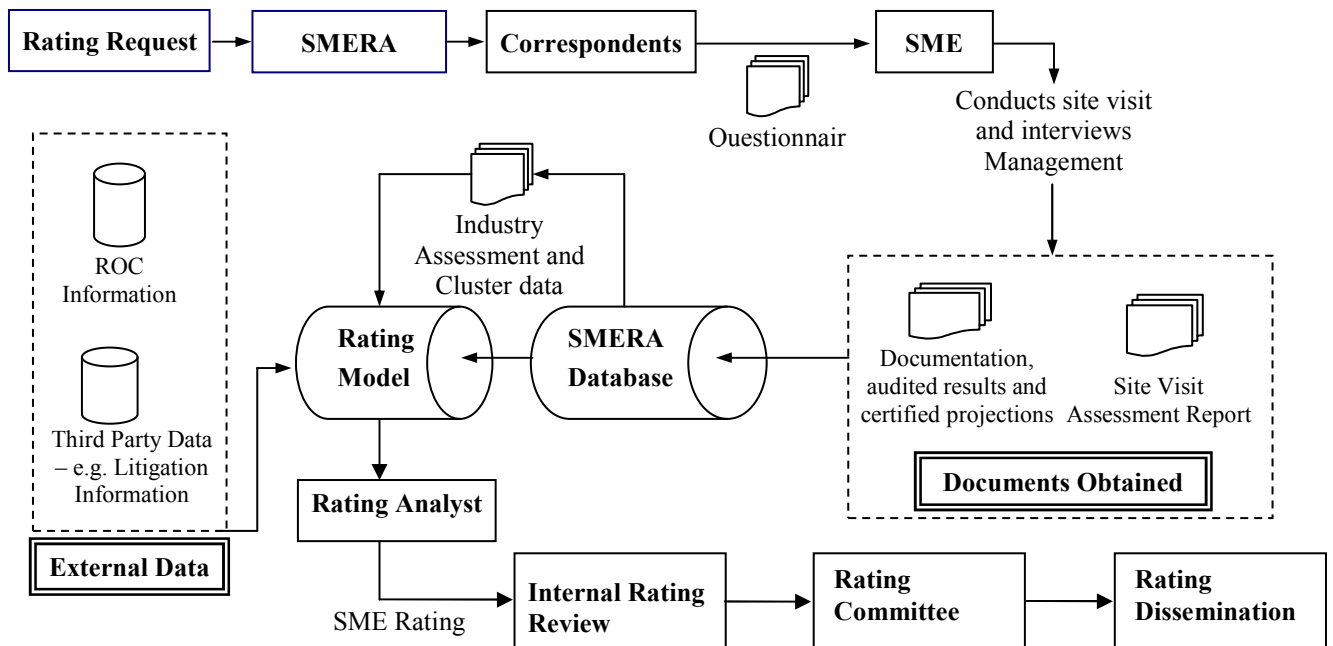 Rating Request
SMERA
Correspondents
SME
Questionnair
Conducts site visit
and interviews
Management
ROC
Information
Third Party Data
– e.g. Litigation
Information
External Data
Industry
Assessment and
Cluster data
Rating
Model
SMERA
Database
Documentation,
audited results and
certified projections
Site Visit
Assessment Report
Documents Obtained
Rating Analyst
SME Rating
Internal Rating
Review
Rating
Committee
Rating
Dissemination